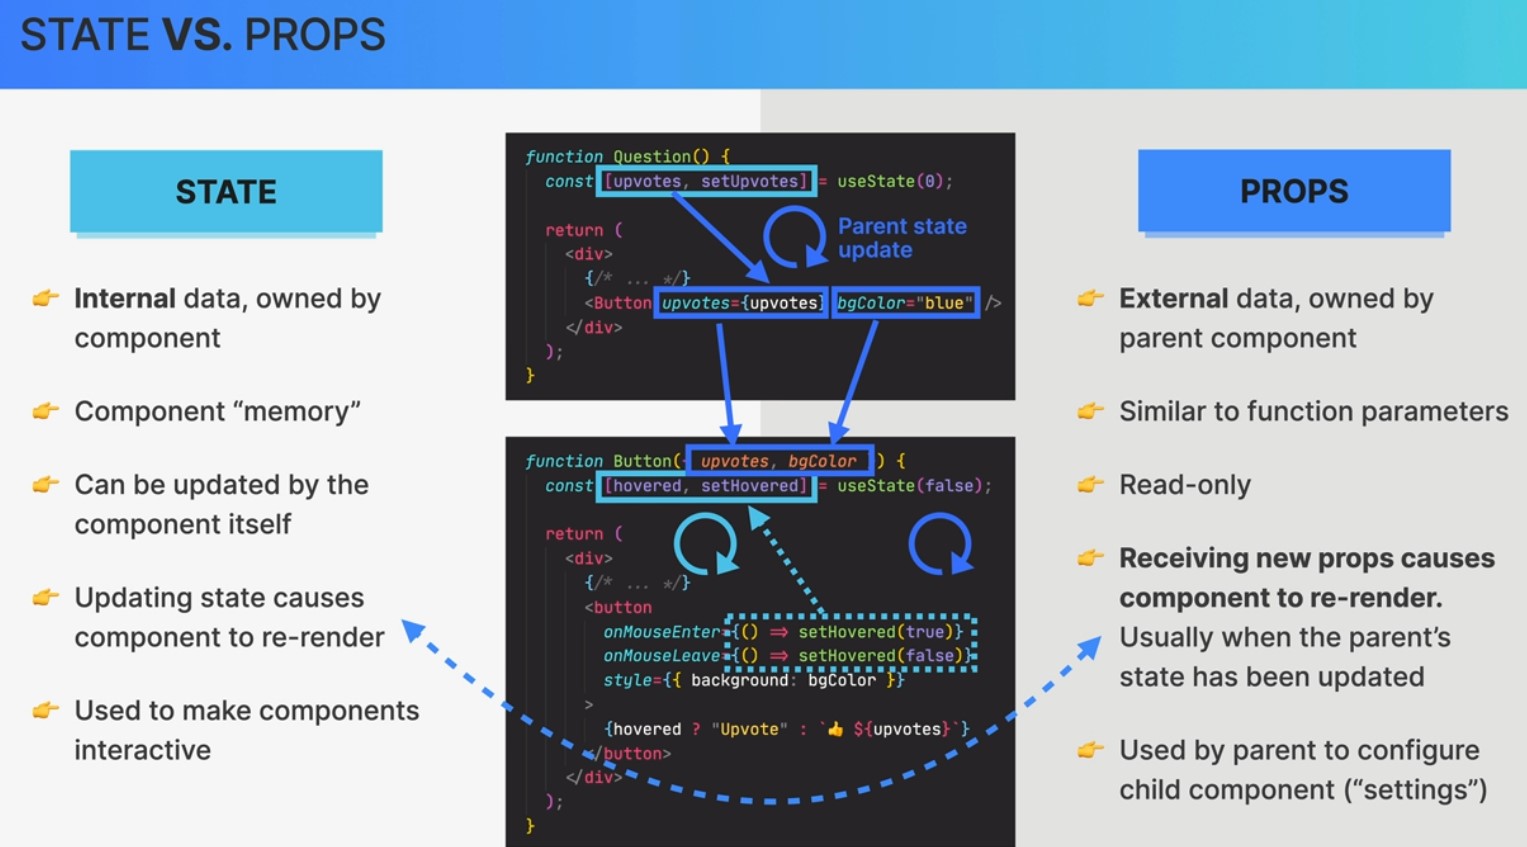 STATE VS. PROPS
STATE
👉 Internal data, owned by
component
👉 Component “memory”
👉 Can be updated by the
component itself
👉 Updating state causes
component to re-render
👉 Used to make components
interactive
function Question() {
const [upvotes, setUpvotes] = useState(0);
return (
<div>
{/* ... */}
<Button upvotes={upvotes} bgColor="blue" />
</div>
);
}
Parent state
update
function Button({ upvotes, bgColor }) {
const [hovered, setHovered] = useState(false);
return (
<div>
{/* ... */}
<button
onMouseEnter={() => setHovered(true)}
onMouseLeave={() => setHovered(false)}
style={{ background: bgColor }}
>
{hovered ? "Upvote" : `👍 ${upvotes}`}
</button>
</div>
);
}
PROPS
👉 External data, owned by
parent component
👉 Similar to function parameters
👉 Read-only
👉 Receiving new props causes
component to re-render.
Usually when the parent’s
state has been updated
👉 Used by parent to configure
child component (“settings”)